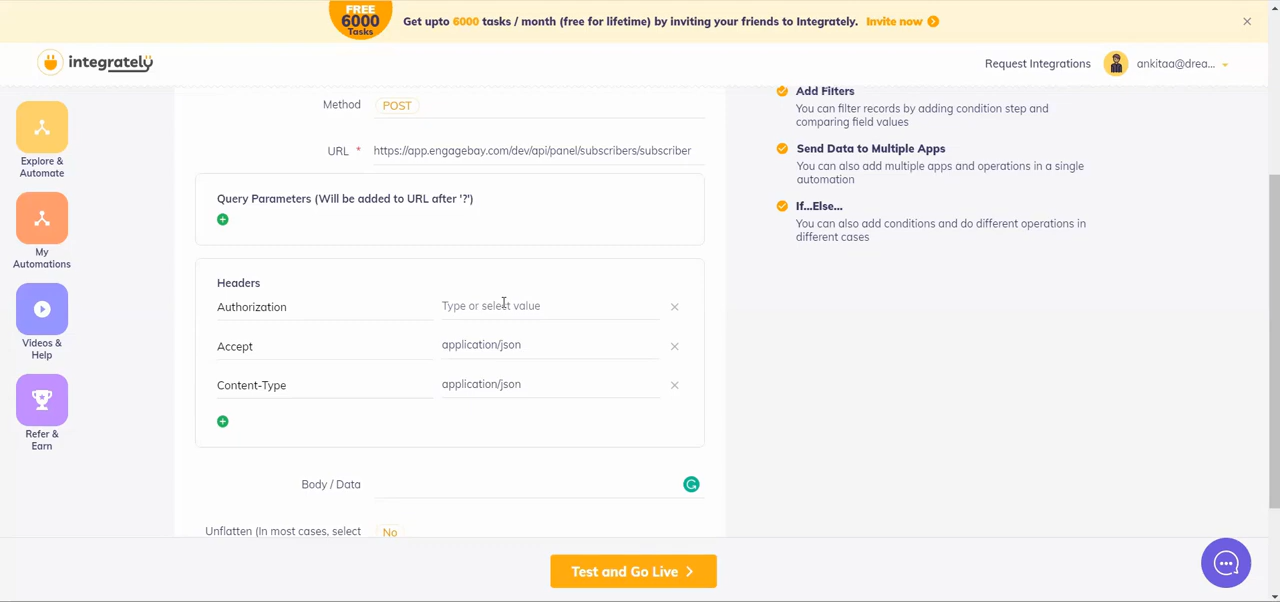 FREE
6000
Tasks
Get upto 6000 tasks / month (free for lifetime) by inviting your friends to Integrately. Invite now
integrately
Request Integrations
ankitaa@drea...
Explore &
Automate
My
Automations
Videos &
Help
Refer &
Earn
Method POST
URL * https://app.engagebay.com/dev/api/panel/subscribers/subscriber
Query Parameters (Will be added to URL after '?')
Headers
Authorization Type or select value
Accept application/json
Content-Type application/json
Body / Data
Unflatten (In most cases, select No
Add Filters
You can filter records by adding condition step and
comparing field values
Send Data to Multiple Apps
You can also add multiple apps and operations in a single
automation
If...Else...
You can also add conditions and do different operations in
different cases
Test and Go Live